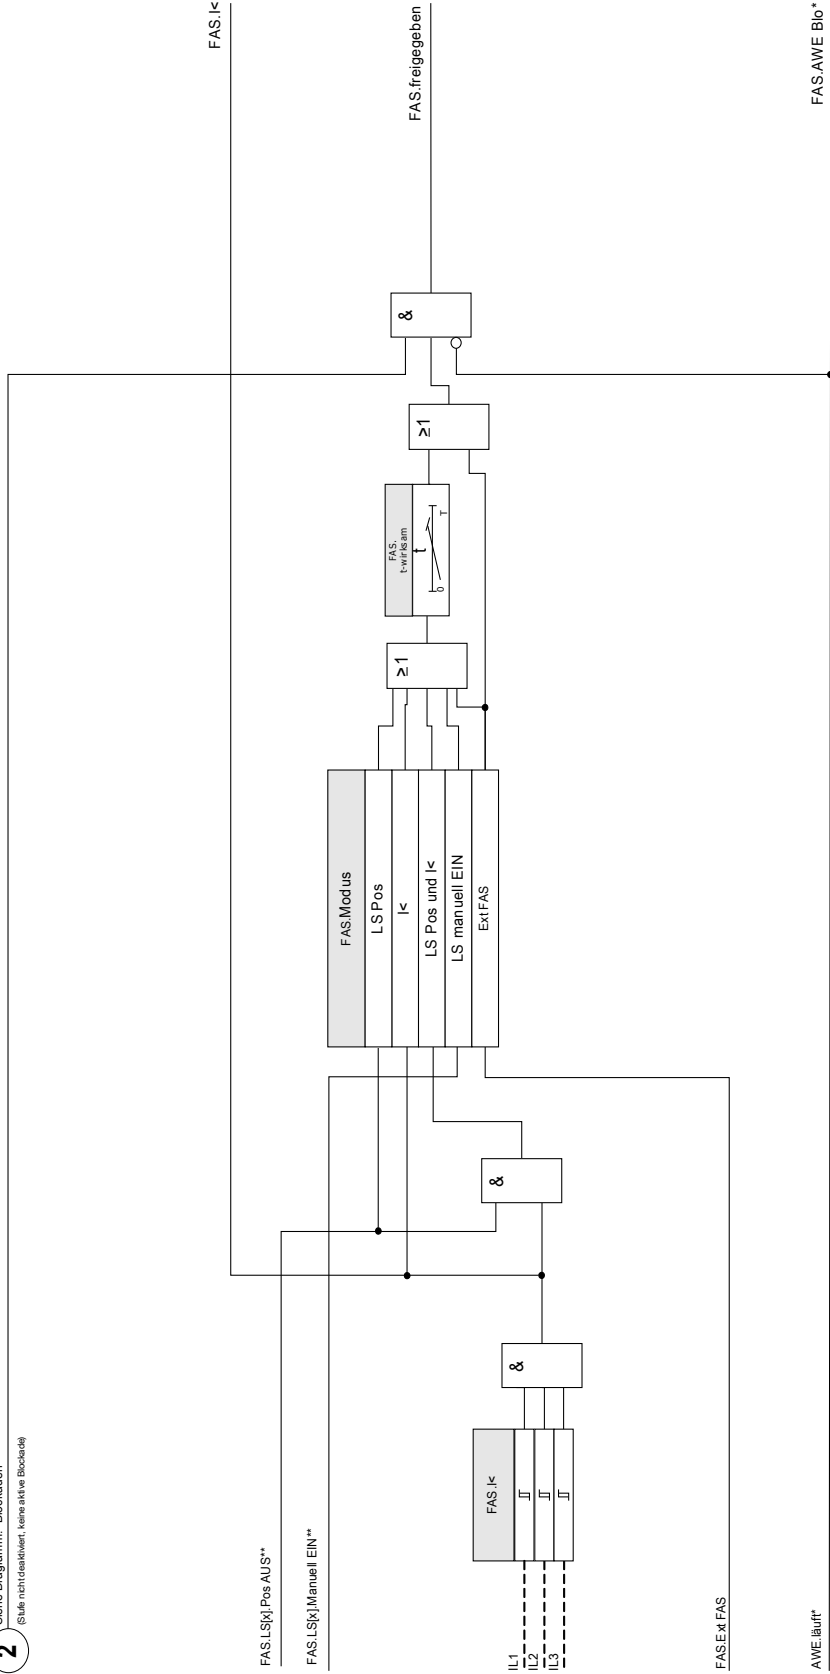 2
Siehe Diagramm: Blockaden
(Stufe nicht deaktiviert, keine aktive Blockade)
FAS.I<
FAS.LS[x].Pos AUS**
FAS.LS[x].Manuell EIN**
FAS.Modus
LS Pos
I<
LS Pos und I<
LS manuell EIN
Ext FAS
≥1
FAS.
t-wirksam
t
0
T
≥1
&
FAS.freigegeben
&
&
FAS.I<
IL1
IL2
IL3
FAS.Ext FAS
AWE.läuft*
FAS.AWE Blo*